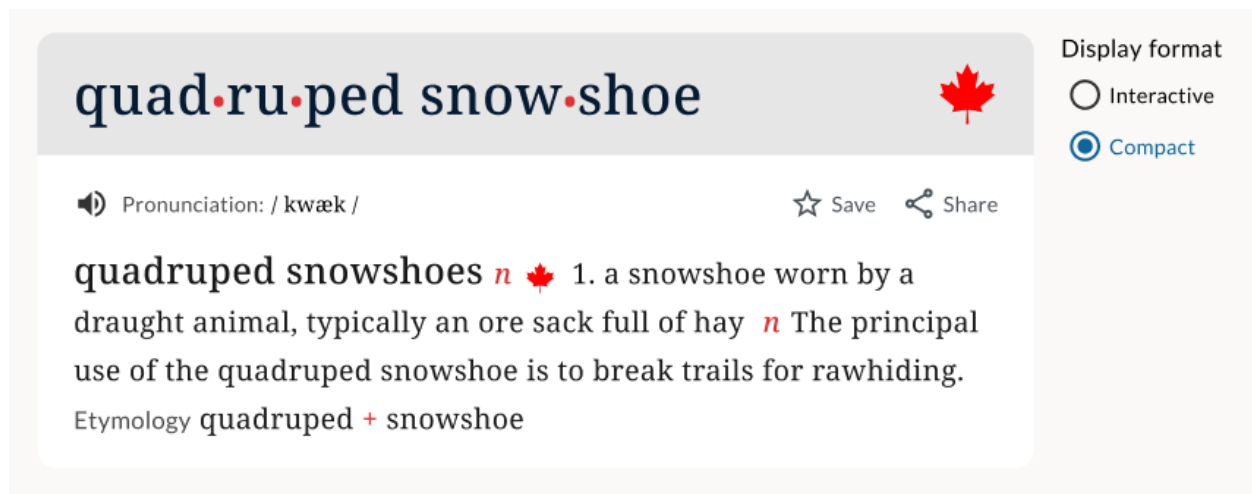 quad·ru·ped snow·shoe
Display format
Interactive
Compact
Pronunciation: / kwæk /
Save
Share
quadruped snowshoes n 1. a snowshoe worn by a
draught animal, typically an ore sack full of hay n The principal
use of the quadruped snowshoe is to break trails for rawhiding.
Etymology quadruped + snowshoe